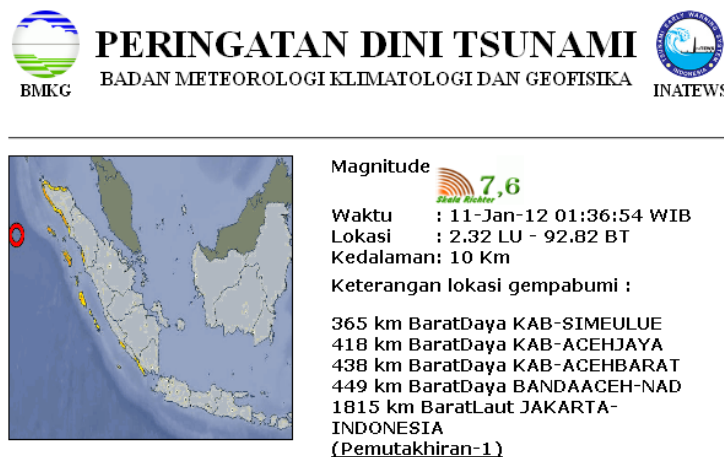 PERINGATAN DINI TSUNAMI
BADAN METEOROLOGI KLIMATOLOGI DAN GEOFISIKA
BMKG
INATEWS
Magnitude
7,6
Skala Richter
Waktu : 11-Jan-12 01:36:54 WIB
Lokasi : 2.32 LU - 92.82 BT
Kedalaman: 10 Km
Keterangan lokasi gempabumi :
365 km BaratDaya KAB-SIMEULUE
418 km BaratDaya KAB-ACEHJAYA
438 km BaratDaya KAB-ACEHBARAT
449 km BaratDaya BANDAACEH-NAD
1815 km BaratLaut JAKARTA-
INDONESIA
(Pemutakhiran-1)